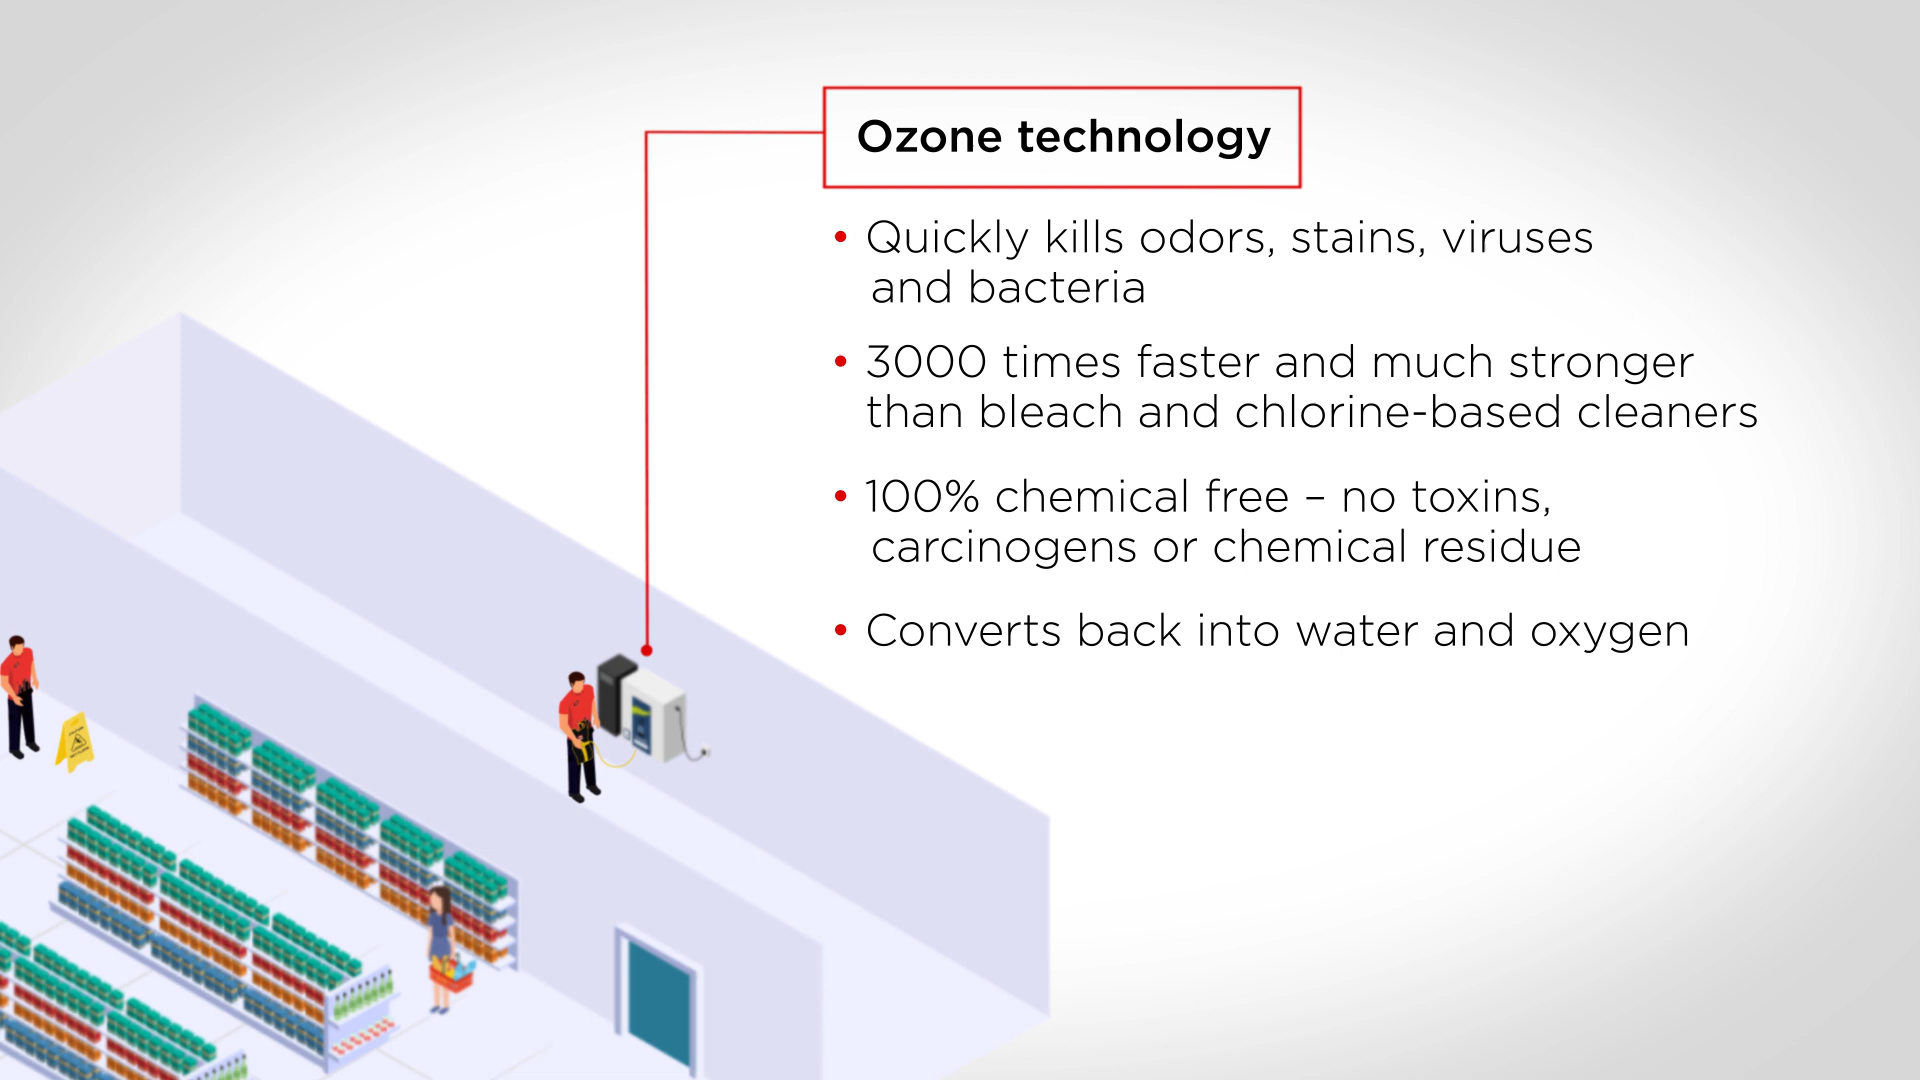 Ozone technology
• Quickly kills odors, stains, viruses
and bacteria
• 3000 times faster and much stronger
than bleach and chlorine-based cleaners
• 100% chemical free – no toxins,
carcinogens or chemical residue
• Converts back into water and oxygen